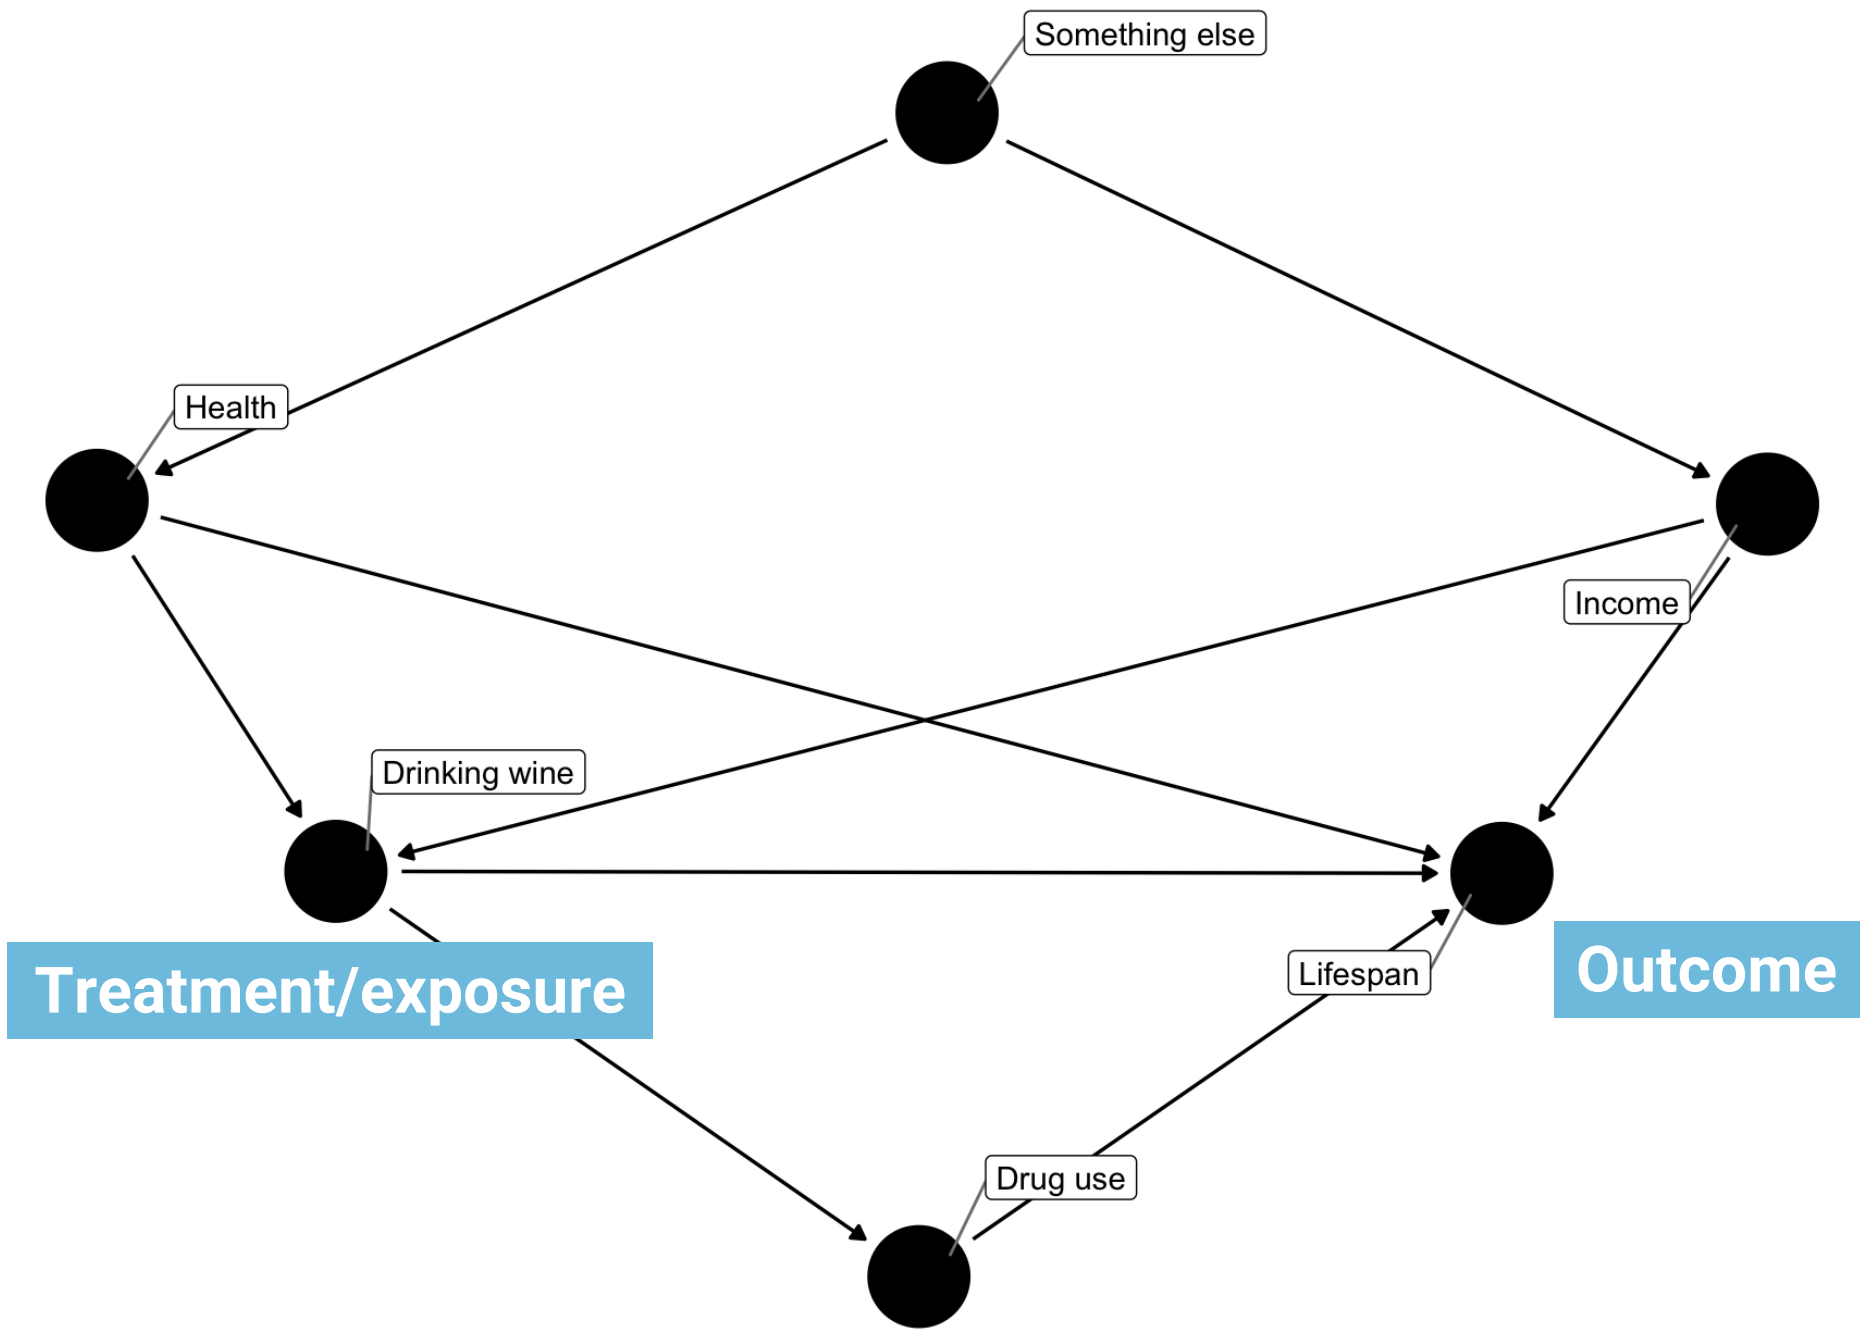 Something else
Health
Income
Drinking wine
Treatment/exposure
Lifespan
Outcome
Drug use